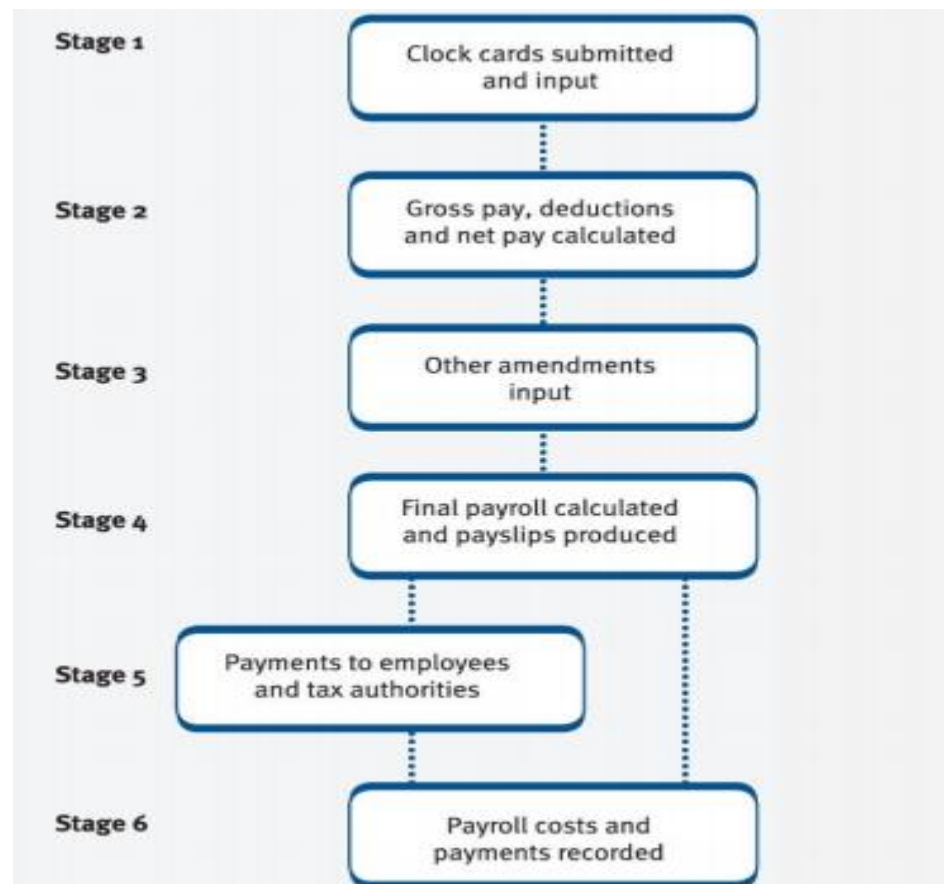 Stage 1
Clock cards submitted
and input
Stage 2
Gross pay, deductions
and net pay calculated
Stage 3
Other amendments
input
Stage 4
Final payroll calculated
and payslips produced
Stage 5
Payments to employees
and tax authorities
Stage 6
Payroll costs and
payments recorded